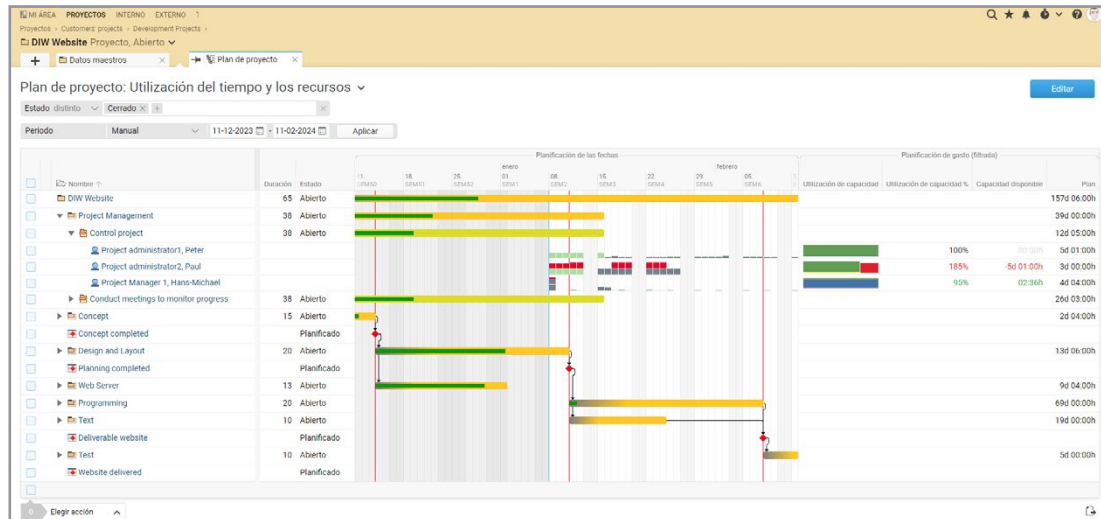 MI ÁREA PROYECTOS INTERNO EXTERNO
Proyectos › Customers' projects › Development Projects ›
DIW Website Proyecto, Abierto
+ Datos maestros × Plan de proyecto ×
Plan de proyecto: Utilización del tiempo y los recursos
Editar
Estado distinto Cerrado × + ×
Periodo Manual 11-12-2023 - 11-02-2024 Aplicar
Planificación de las fechas Planificación de gasto (filtrada)
enero febrero
11. 18. 25. 01. 08. 15. 22. 29. 05.
Nombre Duración Estado SEM50 SEM51 SEM52 SEM1 SEM2 SEM3 SEM4 SEM5 SEM6 Utilización de capacidad Utilización de capacidad % Capacidad disponible Plan
DIW Website 65 Abierto 157d 06:00h
Project Management 38 Abierto 39d 00:00h
Control project 38 Abierto 12d 05:00h
Project administrator1, Peter 100% 00:00h 5d 01:00h
Project administrator2, Paul 185% -5d 01:00h 3d 00:00h
Project Manager 1, Hans-Michael 95% 02:36h 4d 04:00h
Conduct meetings to monitor progress 38 Abierto 26d 03:00h
Concept 15 Abierto 2d 04:00h
Concept completed Planificado
Design and Layout 20 Abierto 13d 06:00h
Planning completed Planificado
Web Server 13 Abierto 9d 04:00h
Programming 20 Abierto 69d 00:00h
Text 10 Abierto 19d 00:00h
Deliverable website Planificado
Test 10 Abierto 5d 00:00h
Website delivered Planificado
0 Elegir acción